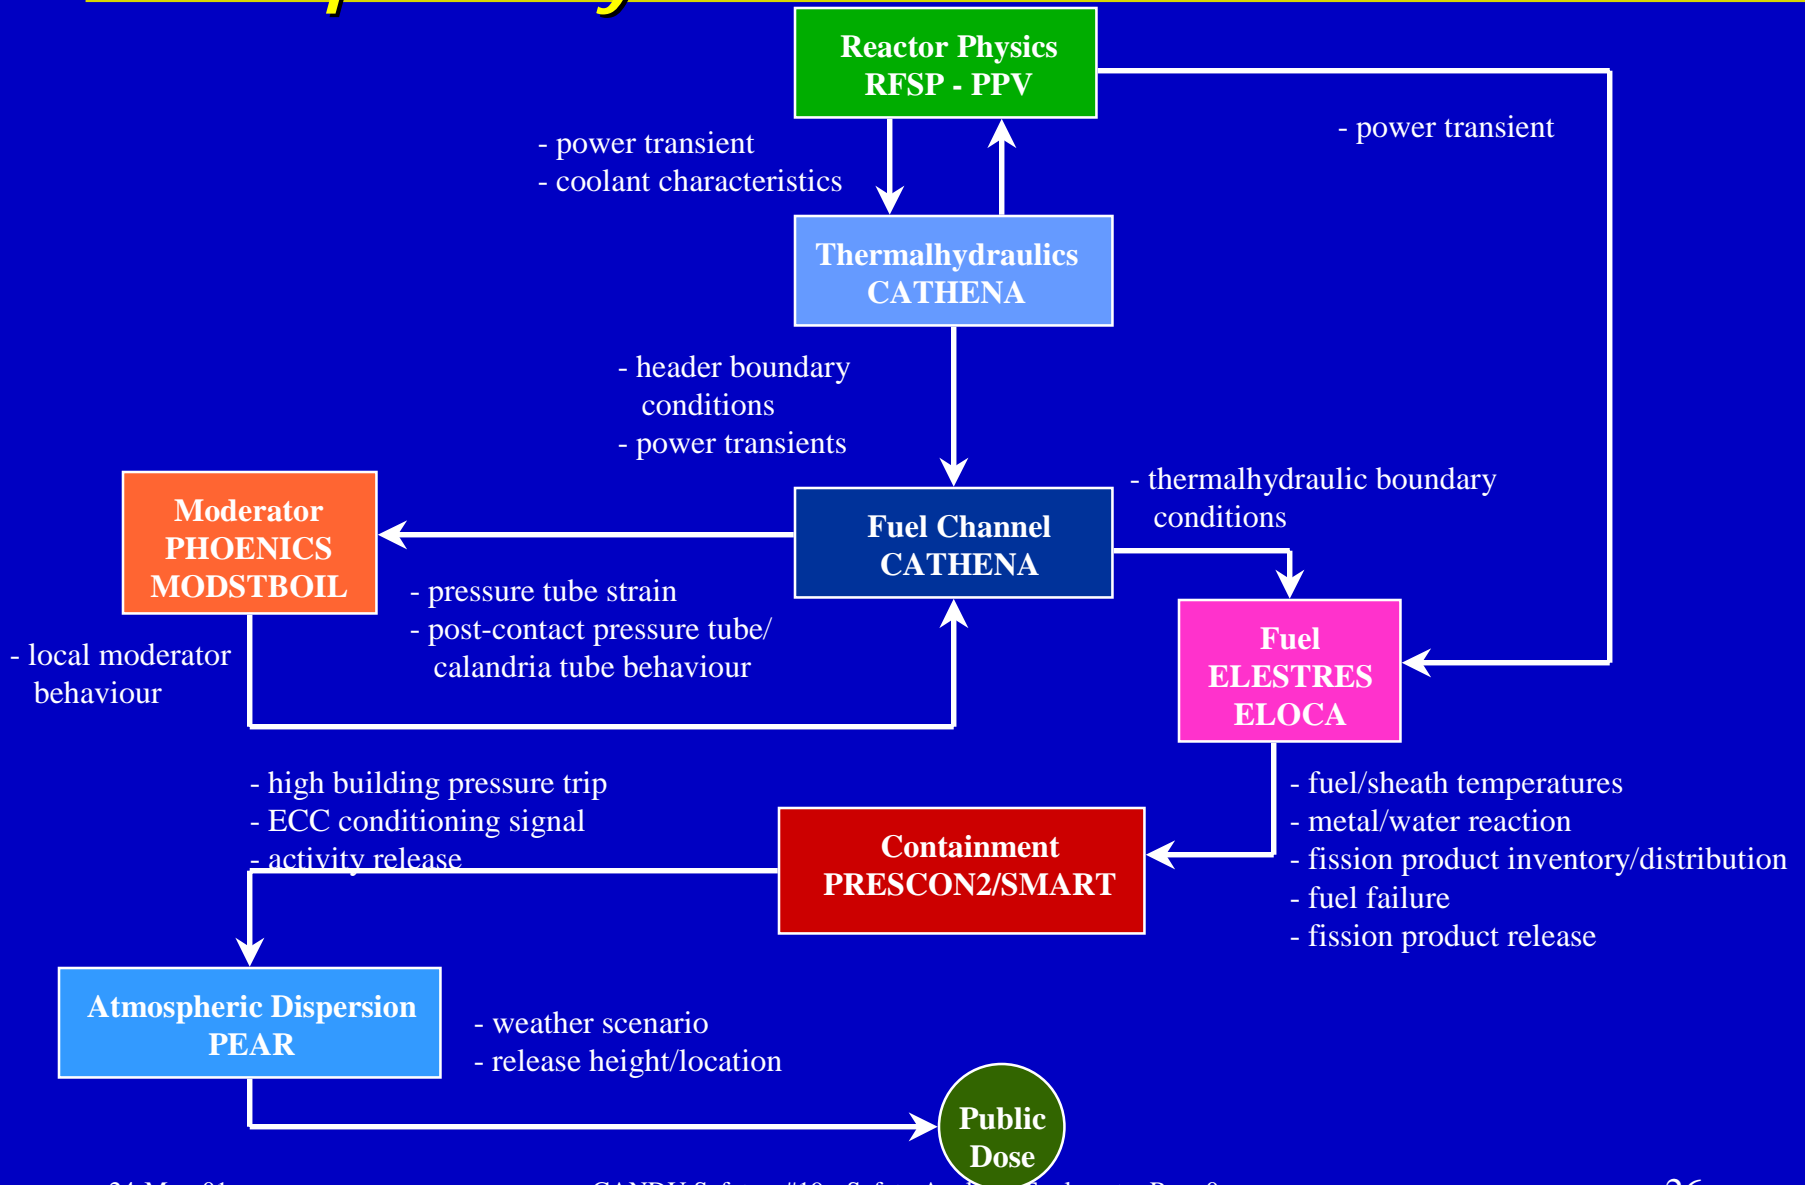 Reactor Physics
RFSP - PPV
- power transient
- power transient
- coolant characteristics
Thermalhydraulics
CATHENA
- header boundary
conditions
- power transients
- thermalhydraulic boundary
conditions
Moderator
PHOENICS
MODSTBOIL
Fuel Channel
CATHENA
- pressure tube strain
- post-contact pressure tube/
calandria tube behaviour
- local moderator
behaviour
Fuel
ELESTRES
ELOCA
- high building pressure trip
- ECC conditioning signal
- activity release
Containment
PRESCON2/SMART
- fuel/sheath temperatures
- metal/water reaction
- fission product inventory/distribution
- fuel failure
- fission product release
Atmospheric Dispersion
PEAR
- weather scenario
- release height/location
Public
Dose